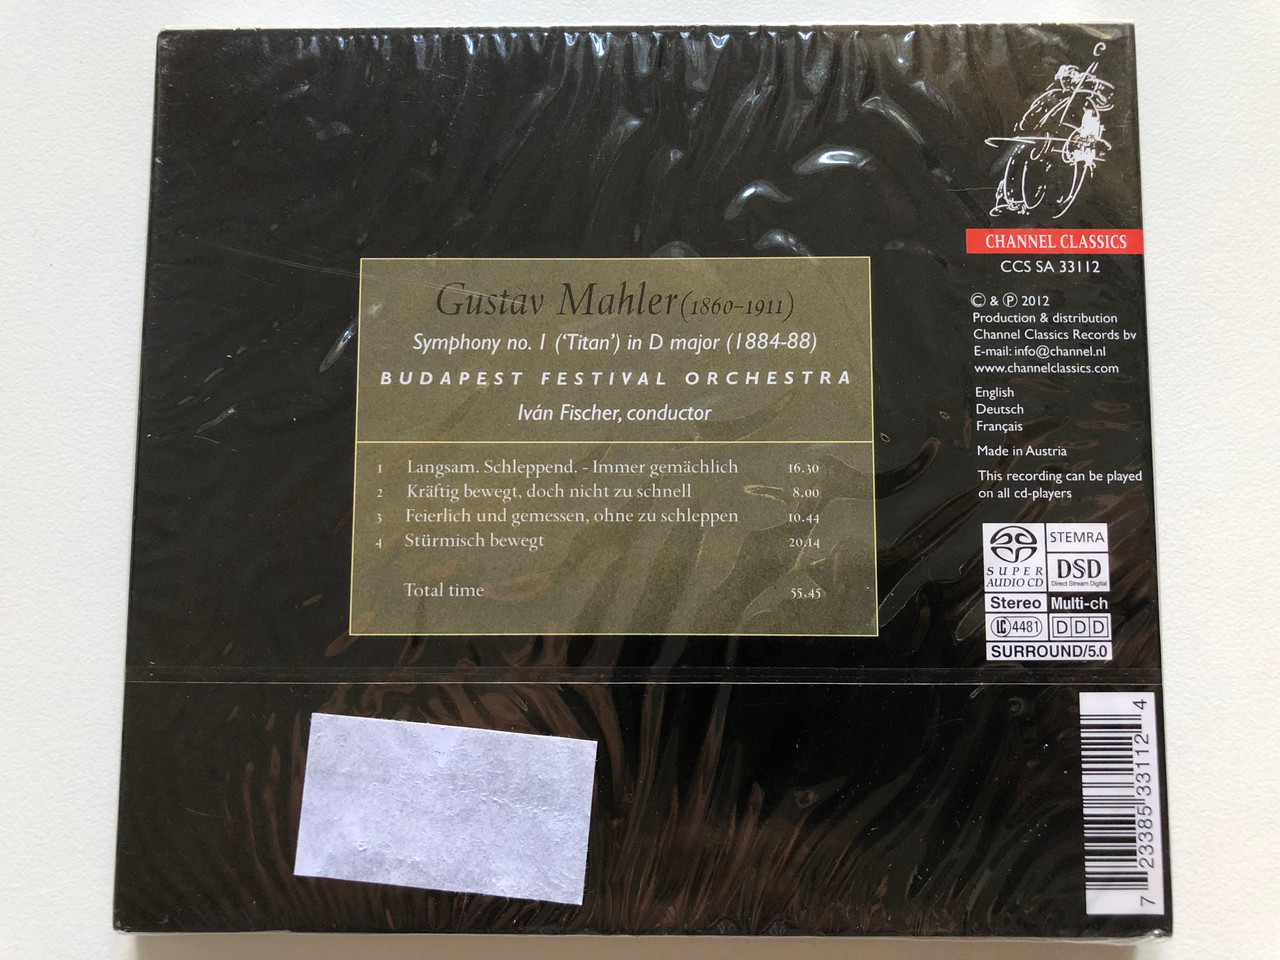 Gustav Mahler (1860-1911)
Symphony no. 1 ('Titan') in D major (1884-88)
BUDAPEST FESTIVAL ORCHESTRA
Iván Fischer, conductor
1 Langsam. Schleppend. - Immer gemächlich 16.30
2 Kräftig bewegt, doch nicht zu schnell 8.00
3 Feierlich und gemessen, ohne zu schleppen 10.44
4 Stürmisch bewegt 20.14
Total time 55.45
CHANNEL CLASSICS
CCS SA 33112
© & ℗ 2012
Production & distribution
Channel Classics Records bv
E-mail: info@channel.nl
www.channelclassics.com
English
Deutsch
Français
Made in Austria
This recording can be played
on all cd-players
SUPER AUDIO CD
STEMRA
DSD
Direct Stream Digital
Stereo Multi-ch
LC 4481 DDD
SURROUND/5.0
7 23385 33112 4